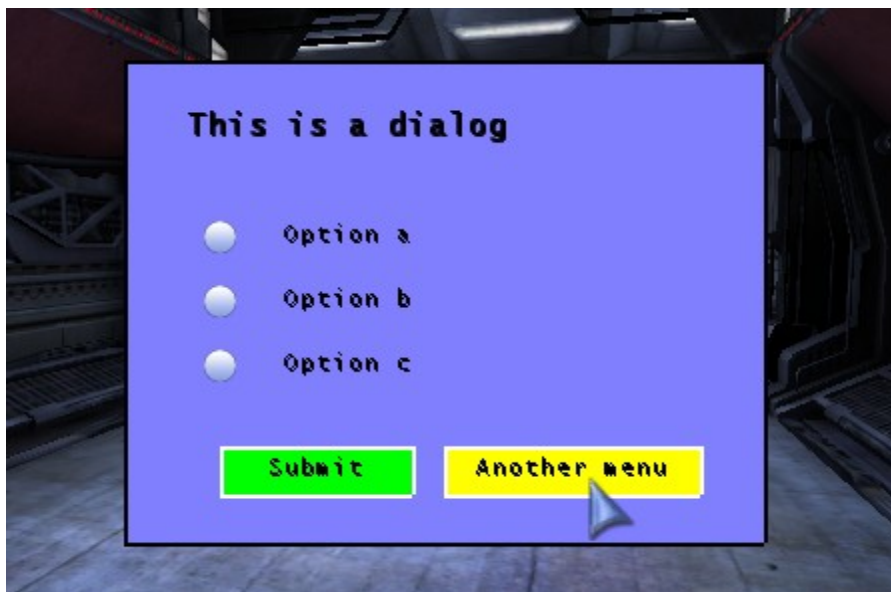 This is a dialog
Option a
Option b
Option c
Submit
Another menu